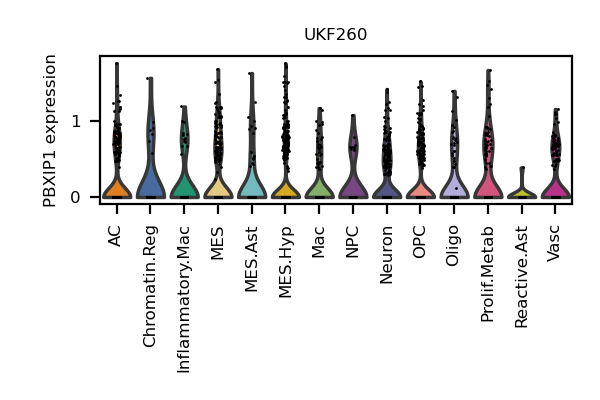 UKF260
PBXIP1 expression
1
0
AC
Chromatin.Reg
Inflammatory.Mac
MES
MES.Ast
MES.Hyp
Mac
NPC
Neuron
OPC
Oligo
Prolif.Metab
Reactive.Ast
Vasc